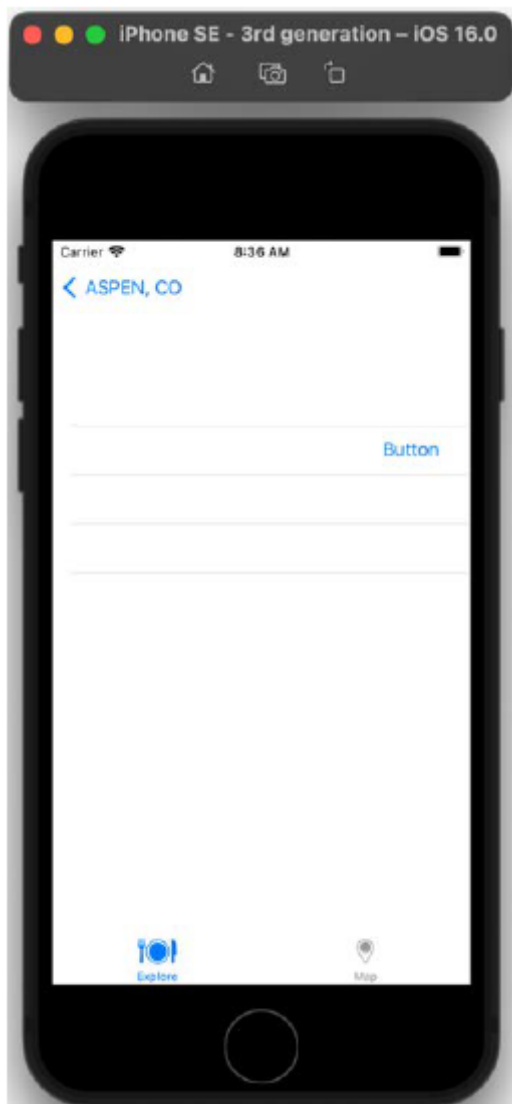 iPhone SE - 3rd generation – iOS 16.0
Carrier 8:36 AM
ASPEN, CO
Button
Explore Map